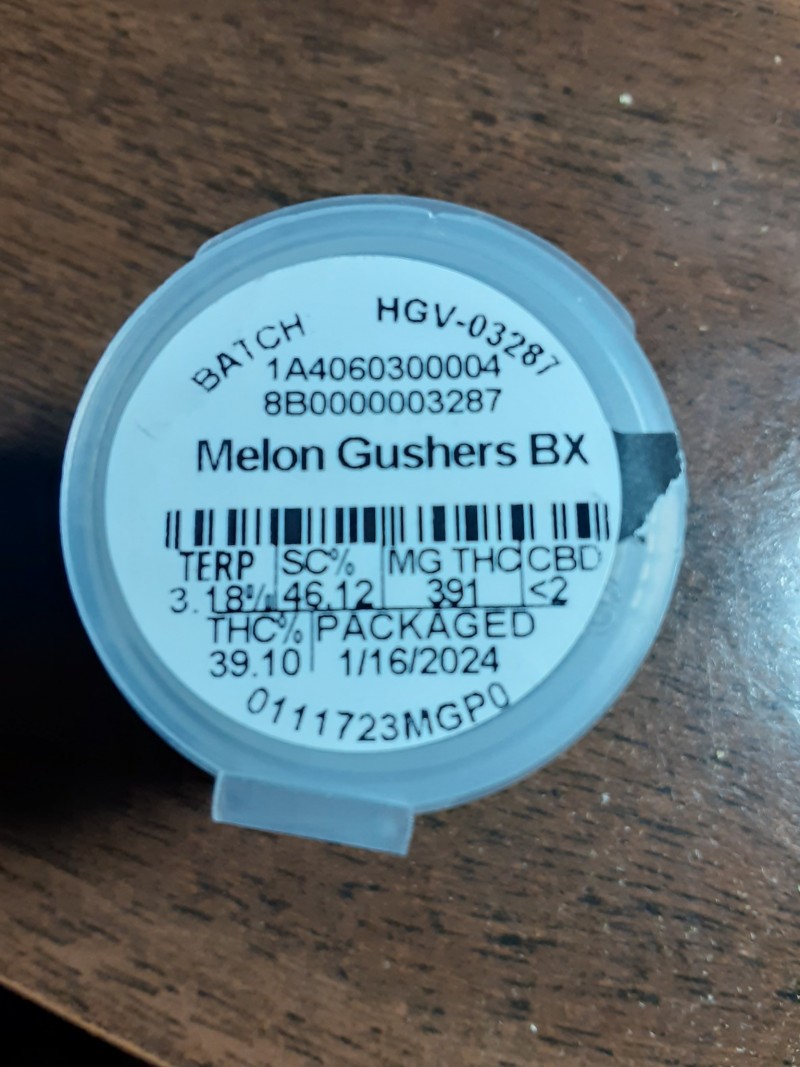 BATCH HGV-03287
1A4060300004
8B0000003287
Melon Gushers BX
TERP SC% MG THC CBD
3.18% 46.12 391 <2
THC% PACKAGED
39.10 1/16/2024
0111723MGP0